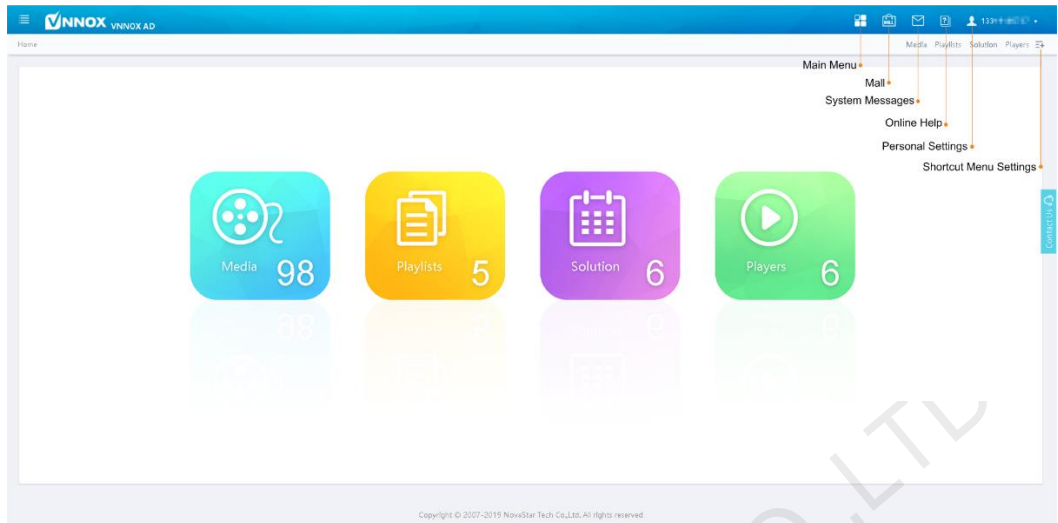 VNNOX VNNOX AD
Home
Media Playlists Solution Players
Main Menu
Mall
System Messages
Online Help
Personal Settings
Shortcut Menu Settings
Contact Us
Media 98
Playlists 5
Solution 6
Players 6
Copyright © 2007-2019 NovaStar Tech Co.,Ltd. All rights reserved.
.,LTD